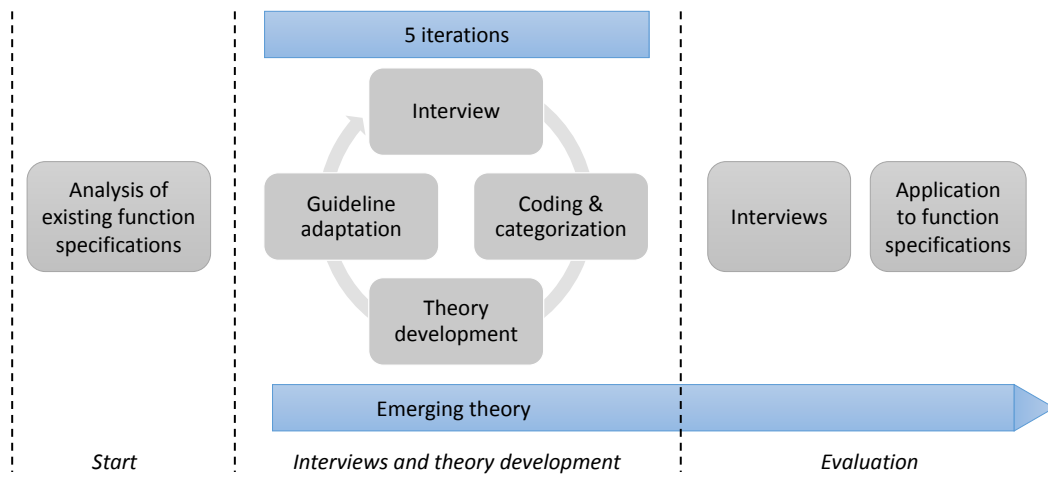 5 iterations
Interview
Analysis of
existing function
specifications
Guideline
adaptation
Coding &
categorization
Theory
development
Interviews
Application
to function
specifications
Emerging theory
Start
Interviews and theory development
Evaluation